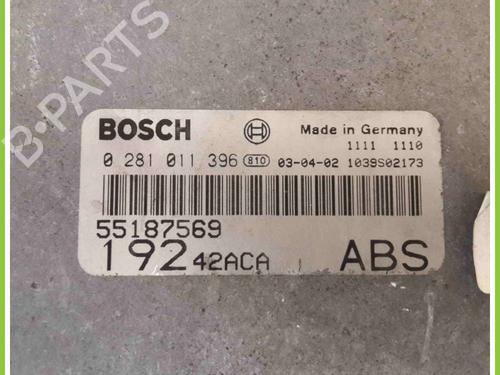 B-PARTS
BOSCH
Made in Germany
1111 1110
0 281 011 396 810 03-04-02 1039S02173
55187569
192 42ACA ABS